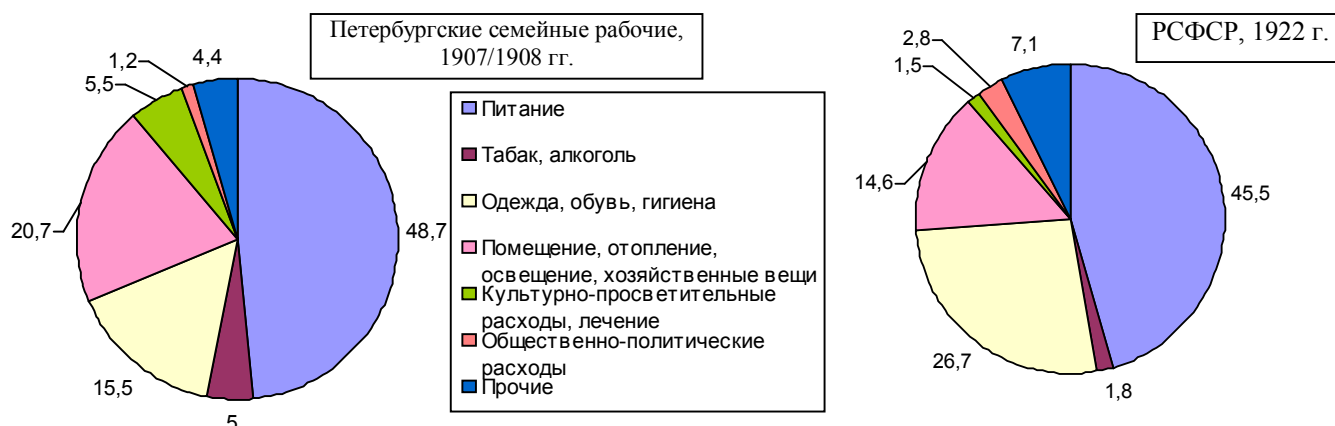 Петербургские семейные рабочие,
1907/1908 гг.
РСФСР, 1922 г.
4,4
1,2
5,5
20,7
15,5
5
48,7
Питание
Табак, алкоголь
Одежда, обувь, гигиена
Помещение, отопление,
освещение, хозяйственные вещи
Культурно-просветительные
расходы, лечение
Общественно-политические
расходы
Прочие
7,1
2,8
1,5
14,6
26,7
1,8
45,5